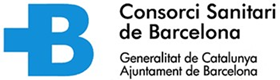 B
Consorci Sanitari
de Barcelona
Generalitat de Catalunya
Ajuntament de Barcelona